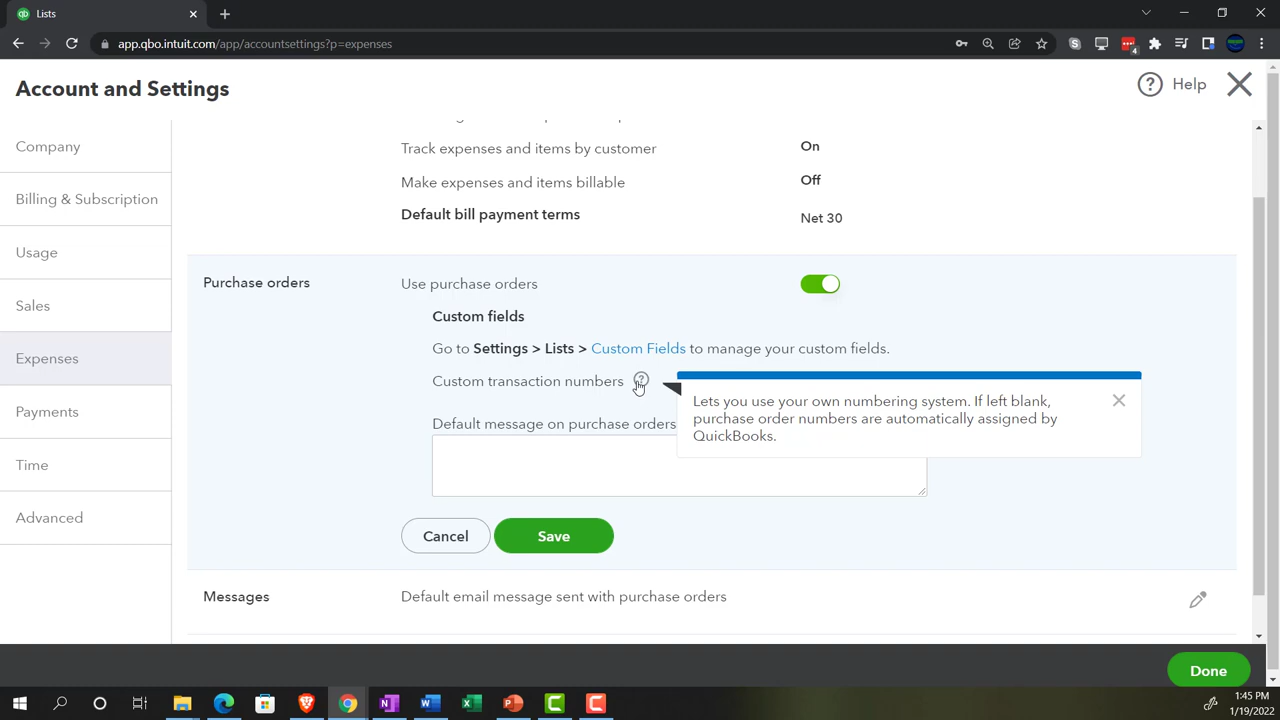 Lists
app.qbo.intuit.com/app/accountsettings?p=expenses
4
Account and Settings
Help
Company
Billing & Subscription
Usage
Sales
Expenses
Payments
Time
Advanced
Track expenses and items by customer On
Make expenses and items billable Off
Default bill payment terms Net 30
Purchase orders Use purchase orders
Custom fields
Go to Settings > Lists > Custom Fields to manage your custom fields.
Custom transaction numbers
Lets you use your own numbering system. If left blank,
purchase order numbers are automatically assigned by
QuickBooks.
Default message on purchase orders
Cancel Save
Messages Default email message sent with purchase orders
Done
1:45 PM
1/19/2022